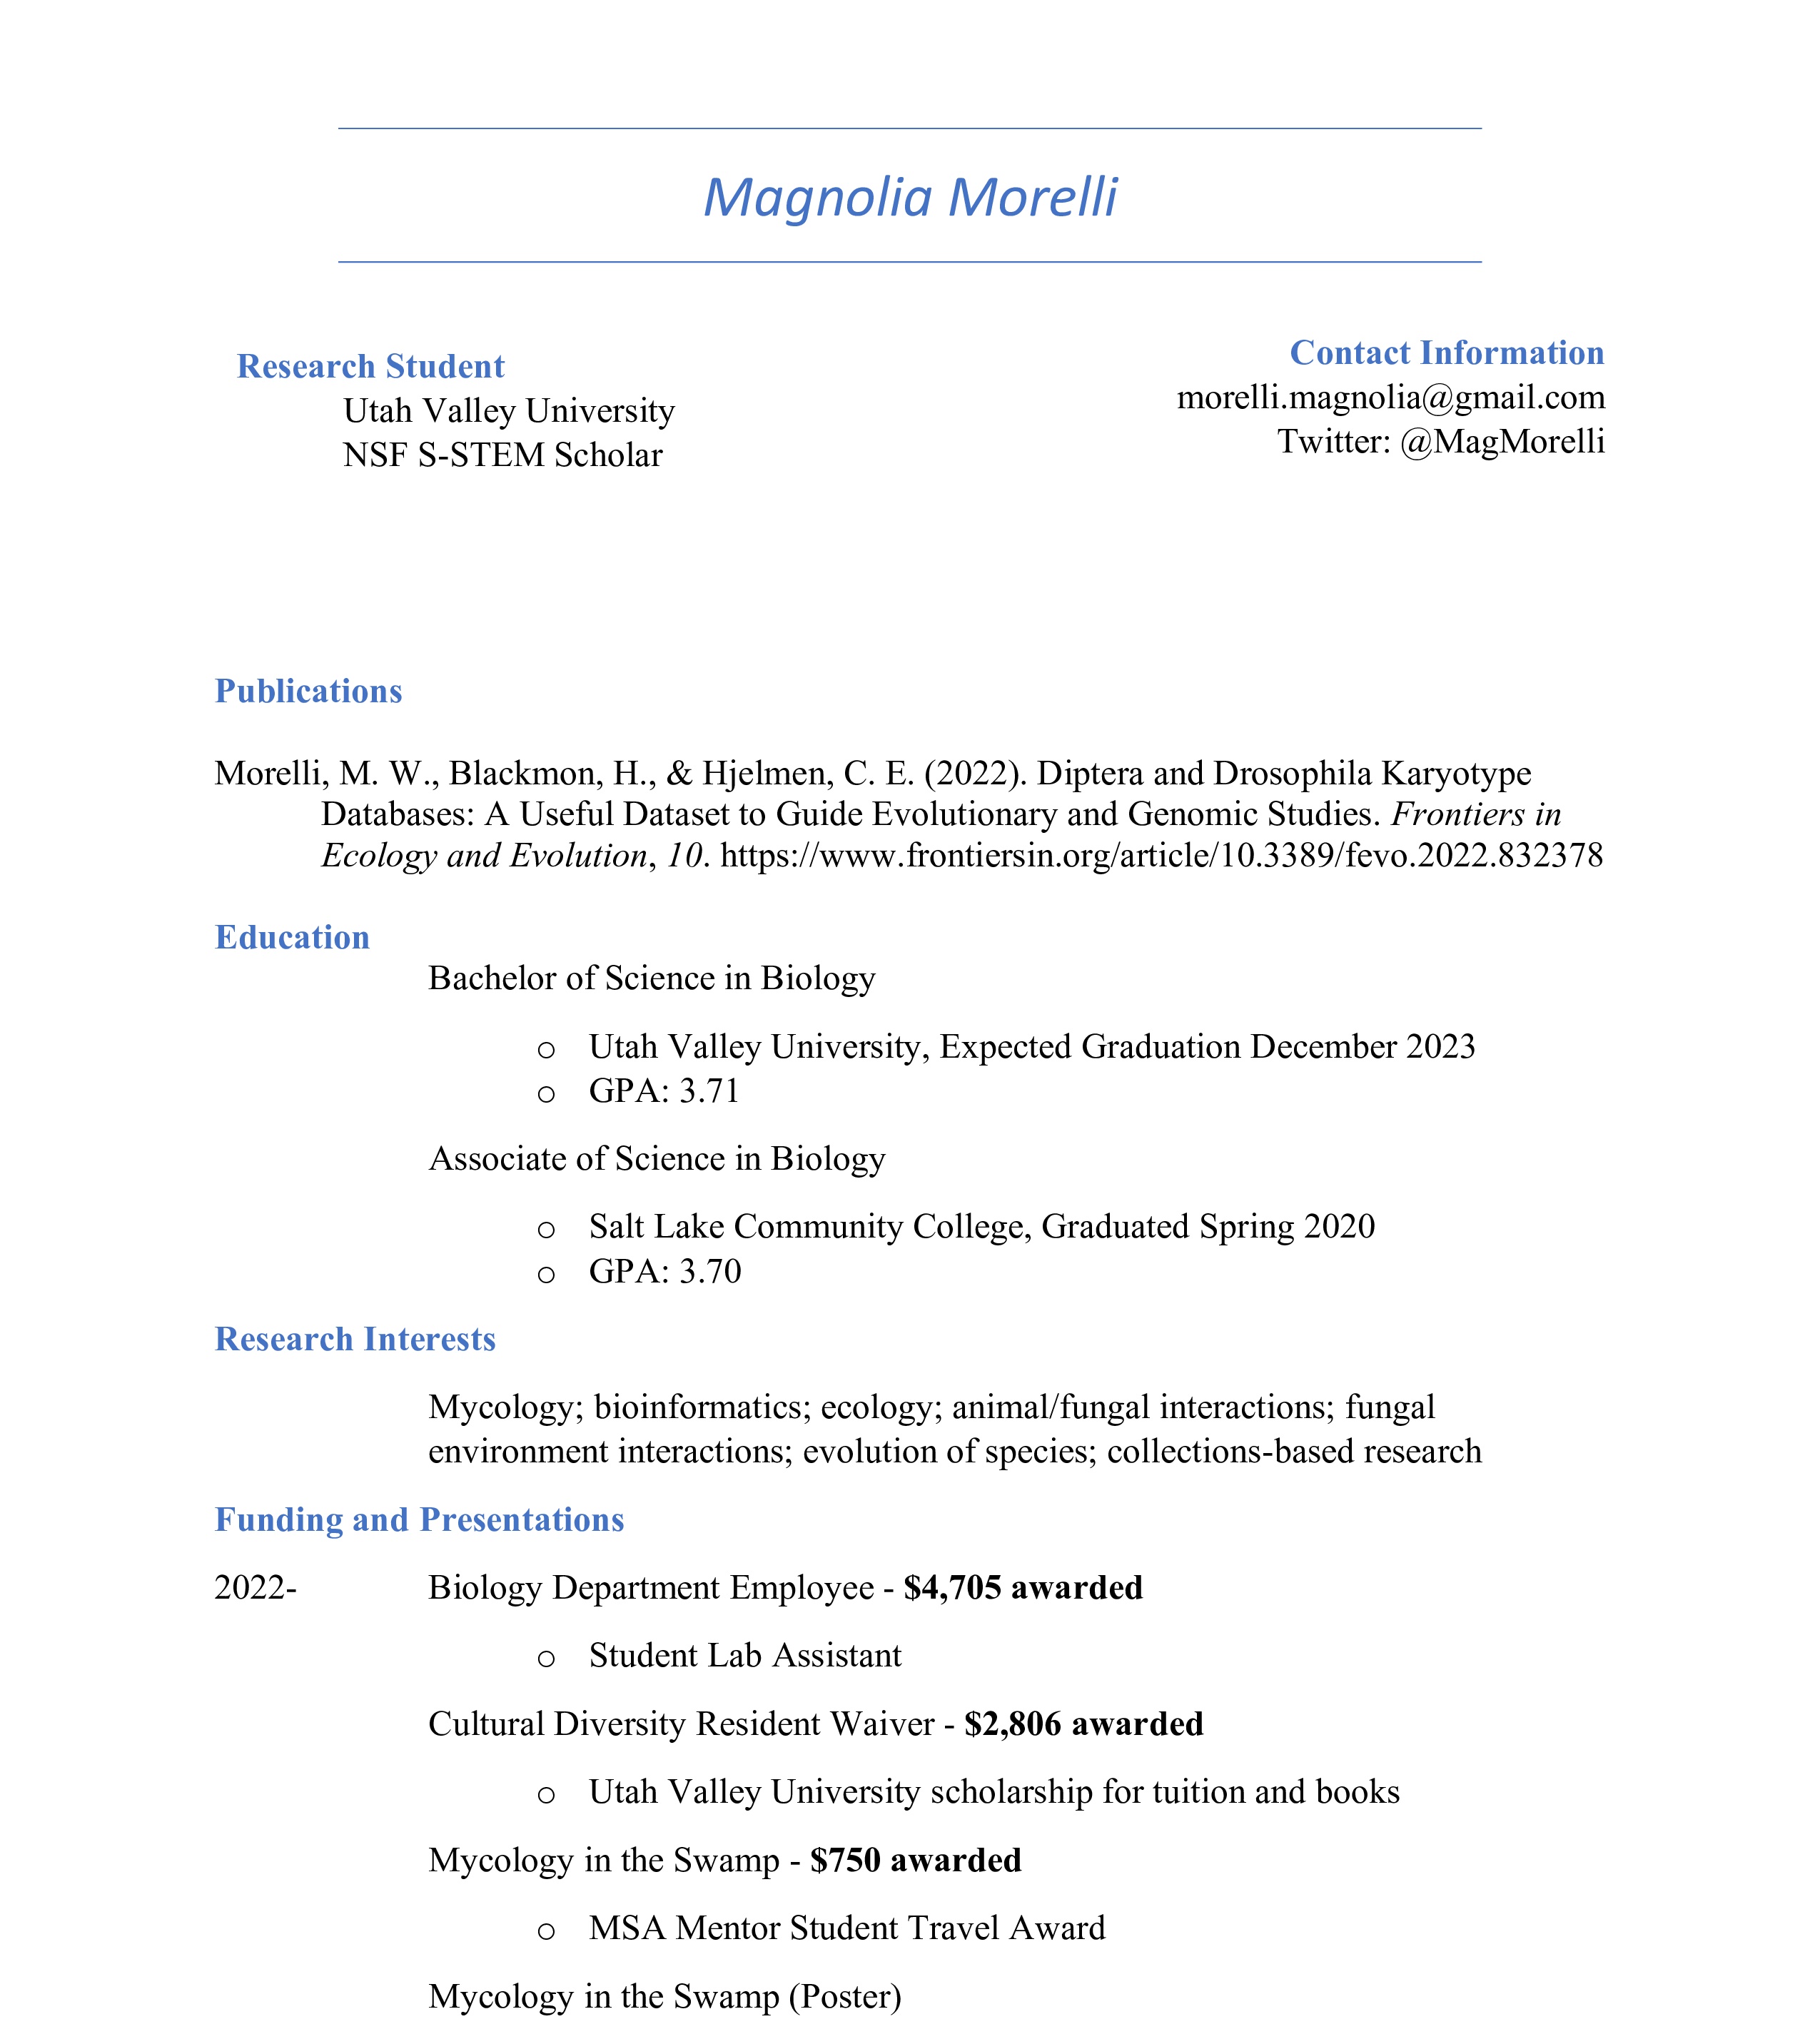 Magnolia Morelli
Research Student
Utah Valley University
NSF S-STEM Scholar
Contact Information
morelli.magnolia@gmail.com
Twitter: @MagMorelli
Publications
Morelli, M. W., Blackmon, H., & Hjelmen, C. E. (2022). Diptera and Drosophila Karyotype
Databases: A Useful Dataset to Guide Evolutionary and Genomic Studies. Frontiers in
Ecology and Evolution, 10. https://www.frontiersin.org/article/10.3389/fevo.2022.832378
Education
Bachelor of Science in Biology
o Utah Valley University, Expected Graduation December 2023
o GPA: 3.71
Associate of Science in Biology
o Salt Lake Community College, Graduated Spring 2020
o GPA: 3.70
Research Interests
Mycology; bioinformatics; ecology; animal/fungal interactions; fungal
environment interactions; evolution of species; collections-based research
Funding and Presentations
2022- Biology Department Employee - $4,705 awarded
o Student Lab Assistant
Cultural Diversity Resident Waiver - $2,806 awarded
o Utah Valley University scholarship for tuition and books
Mycology in the Swamp - $750 awarded
o MSA Mentor Student Travel Award
Mycology in the Swamp (Poster)